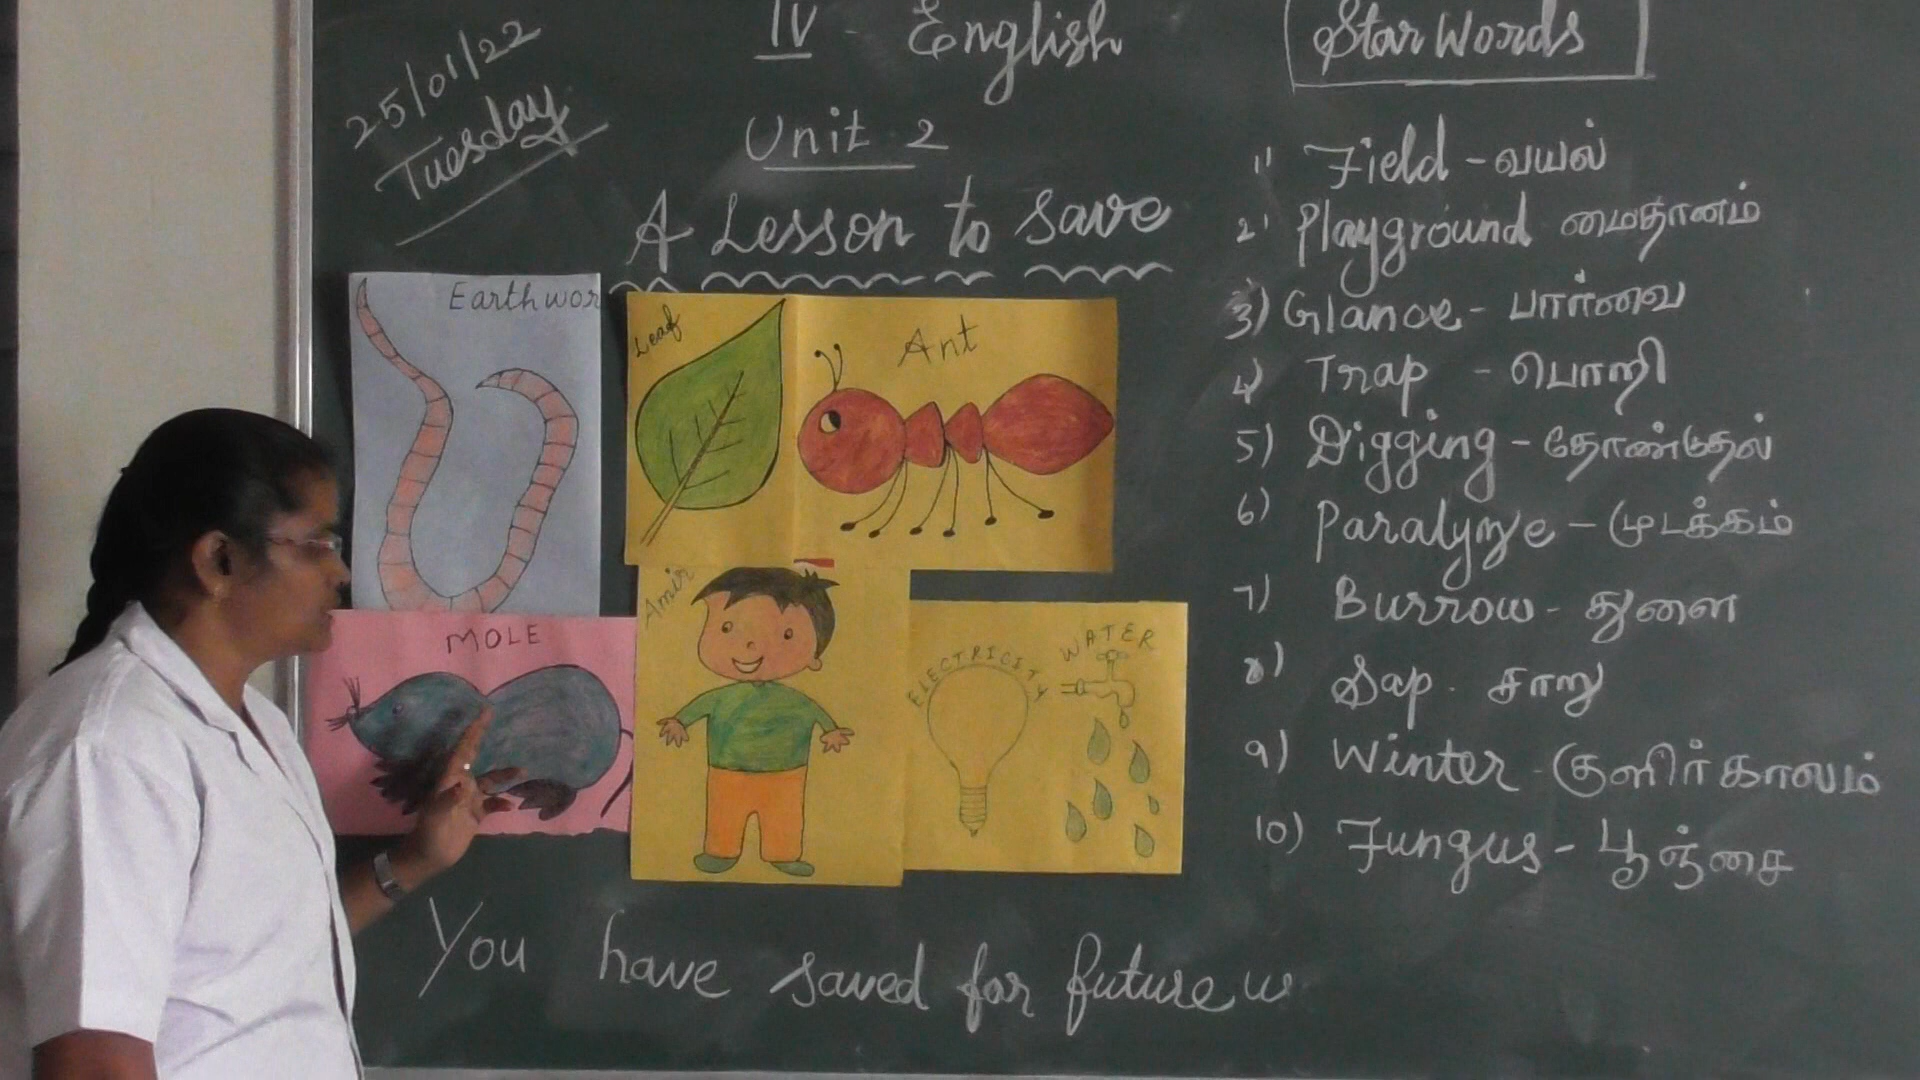 25/01/22
Tuesday
IV - English
Unit 2
A Lesson to save
Earthwor
Leaf
Ant
MOLE
Amir
ELECTRICITY
WATER
You have saved for future u
Star Words
1) Field - வயல்
2) Playground மைதானம்
3) Glance - பார்வை
4) Trap - பொறி
5) Digging - தோண்டுதல்
6) Paralyze - முடக்கம்
7) Burrow - துளை
8) Sap - சாறு
9) Winter - குளிர்காலம்
10) Fungus - பூஞ்சை